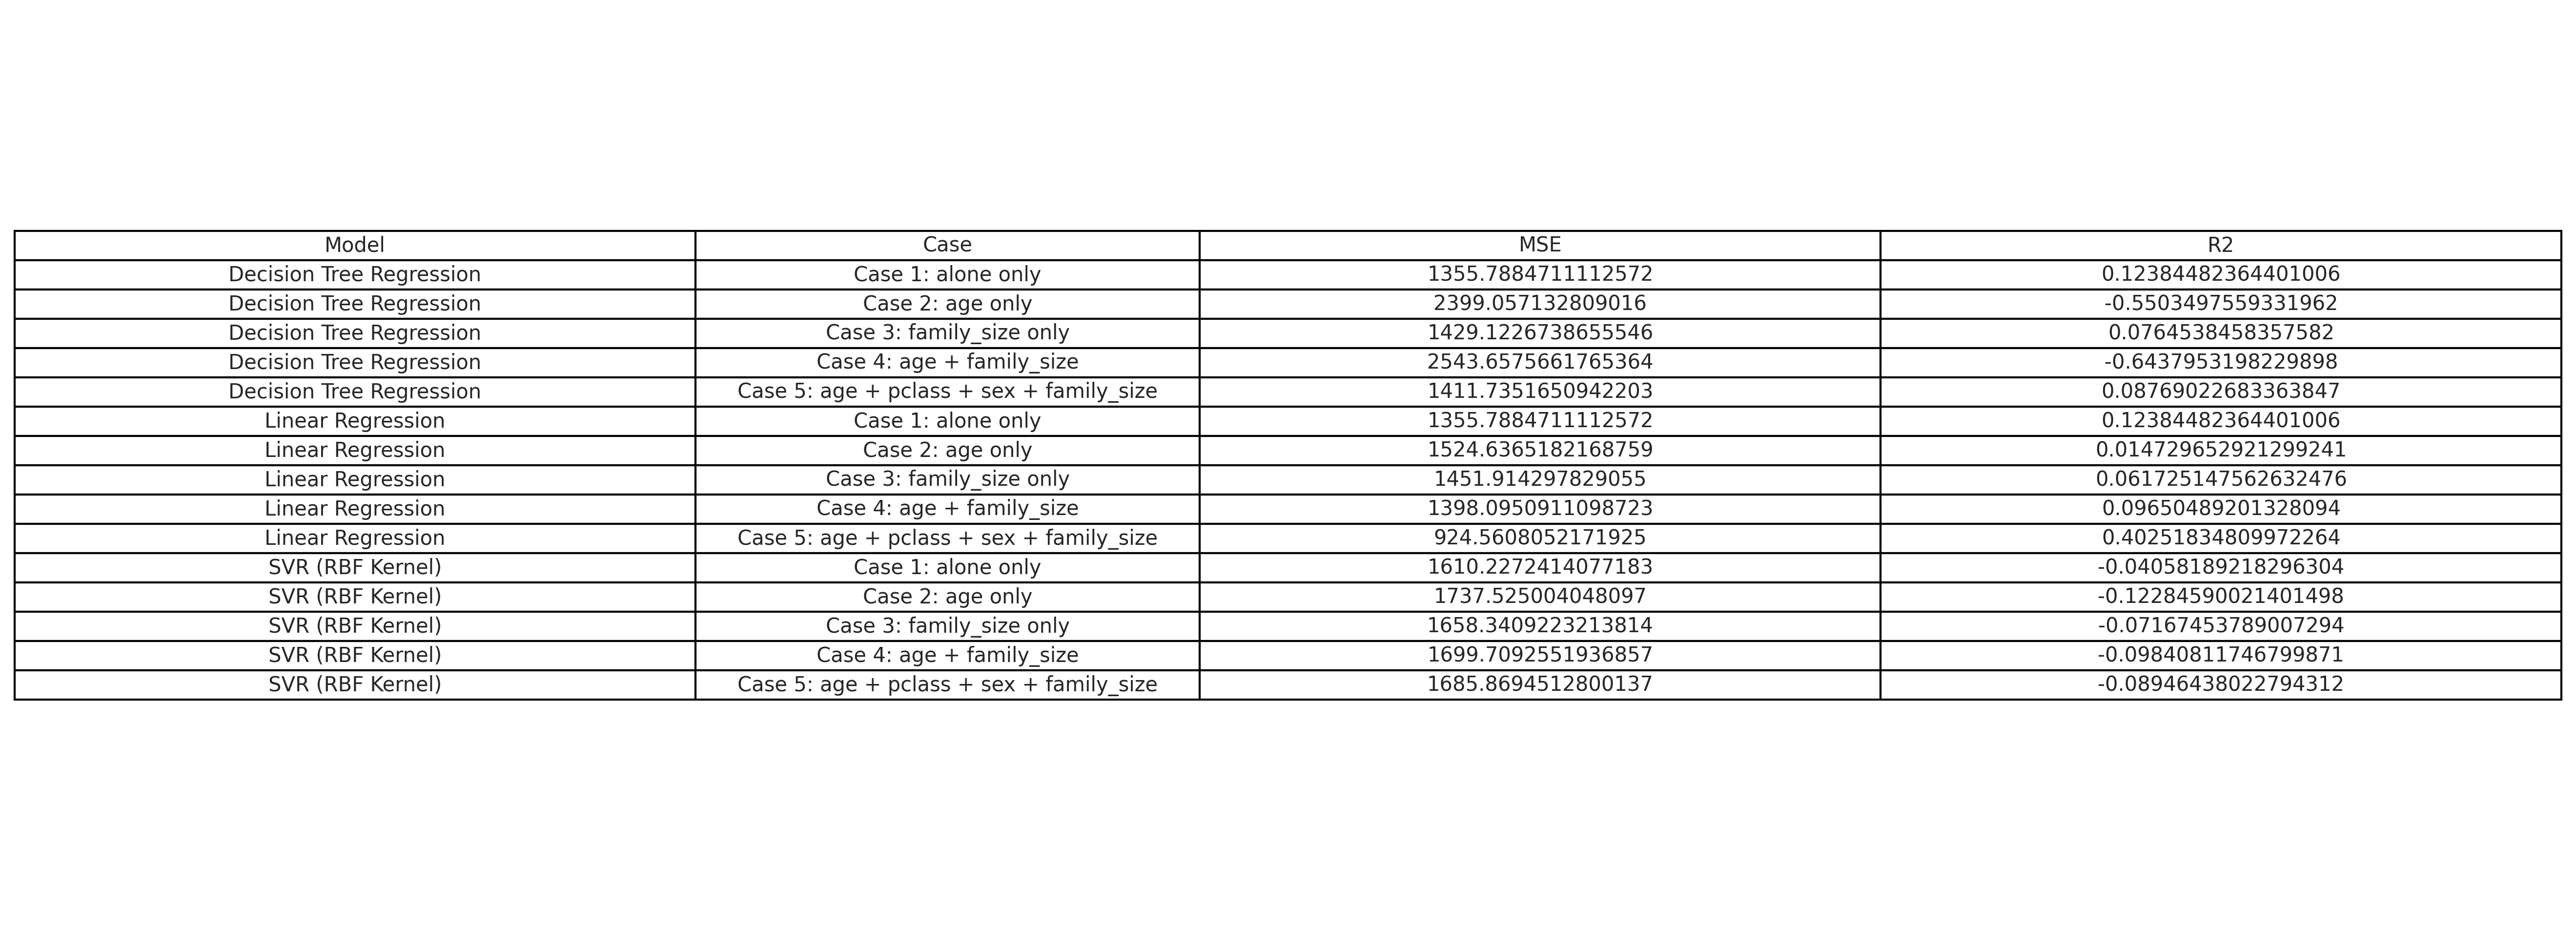 Model Case MSE R2
Decision Tree Regression Case 1: alone only 1355.7884711112572 0.12384482364401006
Decision Tree Regression Case 2: age only 2399.057132809016 -0.5503497559331962
Decision Tree Regression Case 3: family_size only 1429.1226738655546 0.0764538458357582
Decision Tree Regression Case 4: age + family_size 2543.6575661765364 -0.6437953198229898
Decision Tree Regression Case 5: age + pclass + sex + family_size 1411.7351650942203 0.08769022683363847
Linear Regression Case 1: alone only 1355.7884711112572 0.12384482364401006
Linear Regression Case 2: age only 1524.6365182168759 0.014729652921299241
Linear Regression Case 3: family_size only 1451.914297829055 0.061725147562632476
Linear Regression Case 4: age + family_size 1398.0950911098723 0.09650489201328094
Linear Regression Case 5: age + pclass + sex + family_size 924.5608052171925 0.40251834809972264
SVR (RBF Kernel) Case 1: alone only 1610.2272414077183 -0.04058189218296304
SVR (RBF Kernel) Case 2: age only 1737.525004048097 -0.12284590021401498
SVR (RBF Kernel) Case 3: family_size only 1658.3409223213814 -0.07167453789007294
SVR (RBF Kernel) Case 4: age + family_size 1699.7092551936857 -0.09840811746799871
SVR (RBF Kernel) Case 5: age + pclass + sex + family_size 1685.8694512800137 -0.08946438022794312